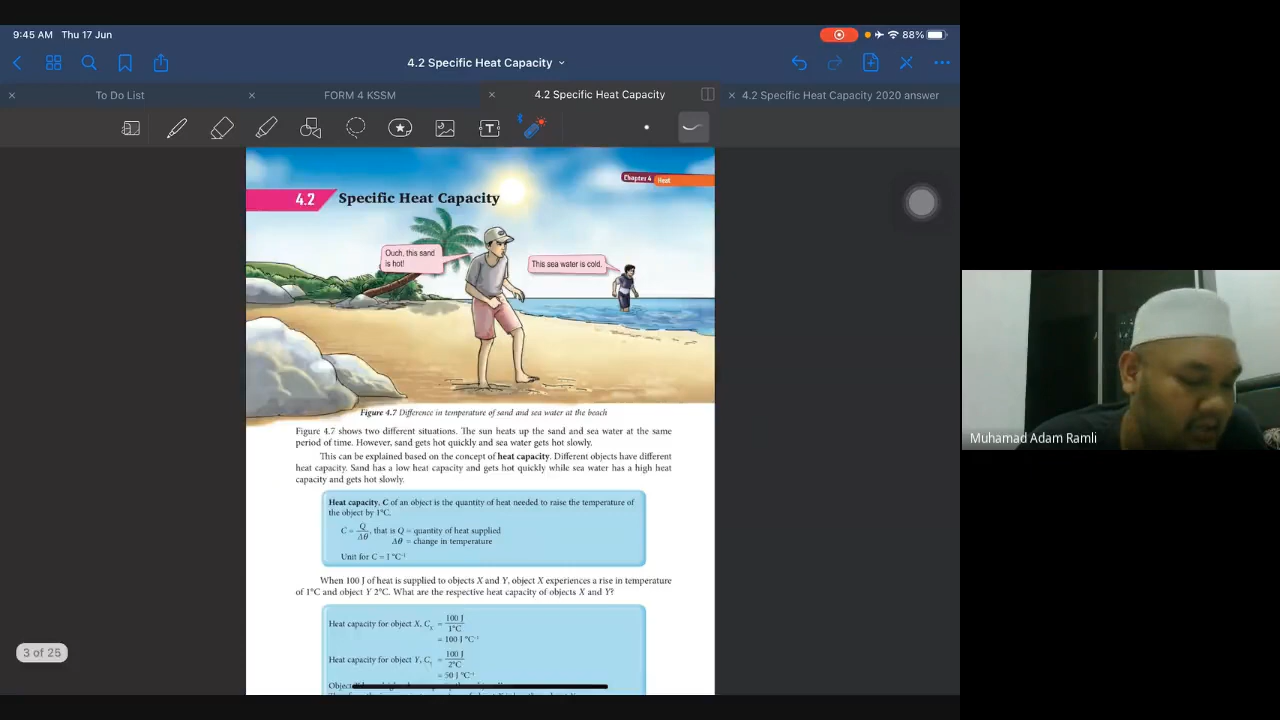 9:45 AM Thu 17 Jun
88%
4.2 Specific Heat Capacity
To Do List
FORM 4 KSSM
4.2 Specific Heat Capacity
4.2 Specific Heat Capacity 2020 answer
Chapter 4 Heat
4.2 Specific Heat Capacity
Ouch, this sand
is hot!
This sea water is cold.
Figure 4.7 Difference in temperature of sand and sea water at the beach
Figure 4.7 shows two different situations. The sun heats up the sand and sea water at the same
period of time. However, sand gets hot quickly and sea water gets hot slowly.
This can be explained based on the concept of heat capacity. Different objects have different
heat capacity. Sand has a low heat capacity and gets hot quickly while sea water has a high heat
capacity and gets hot slowly.
Heat capacity, C of an object is the quantity of heat needed to raise the temperature of
the object by 1°C.
C = Q/Δθ, that is Q = quantity of heat supplied
Δθ = change in temperature
Unit for C = J °C⁻¹
When 100 J of heat is supplied to objects X and Y, object X experiences a rise in temperature
of 1°C and object Y 2°C. What are the respective heat capacity of objects X and Y?
Heat capacity for object X, Cₓ = 100 J/1°C
= 100 J °C⁻¹
Heat capacity for object Y, Cᵧ = 100 J/2°C
= 50 J °C⁻¹
Object
3 of 25
Muhamad Adam Ramli